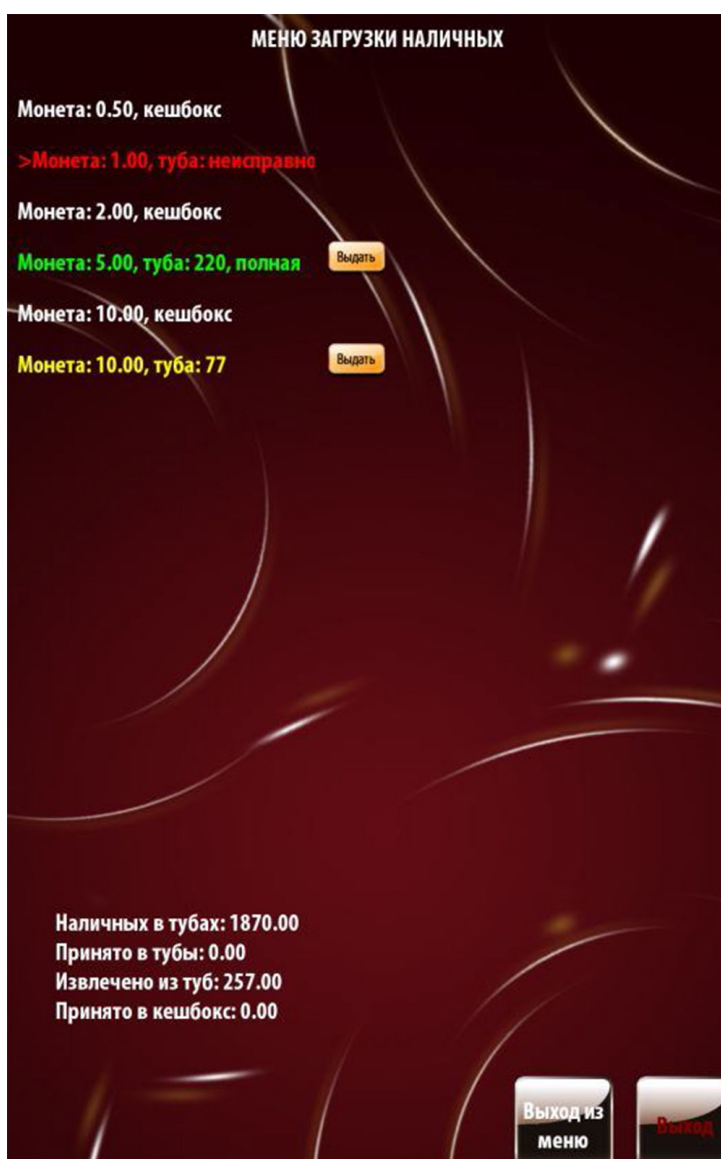 МЕНЮ ЗАГРУЗКИ НАЛИЧНЫХ
Монета: 0.50, кешбокс
>Монета: 1.00, туба: неисправно
Монета: 2.00, кешбокс
Монета: 5.00, туба: 220, полная
Выдать
Монета: 10.00, кешбокс
Монета: 10.00, туба: 77
Выдать
Наличных в тубах: 1870.00
Принято в тубы: 0.00
Извлечено из туб: 257.00
Принято в кешбокс: 0.00
Выход из
меню
Выход